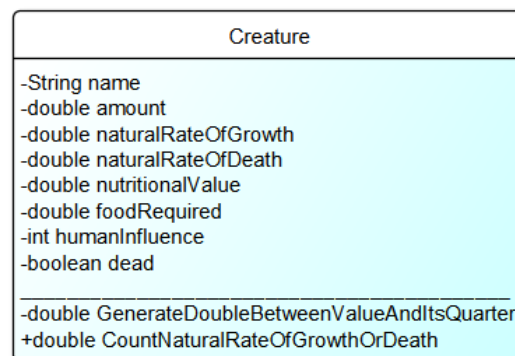 Creature
-String name
-double amount
-double naturalRateOfGrowth
-double naturalRateOfDeath
-double nutritionalValue
-double foodRequired
-int humanInfluence
-boolean dead
-double GenerateDoubleBetweenValueAndItsQuarter
+double CountNaturalRateOfGrowthOrDeath